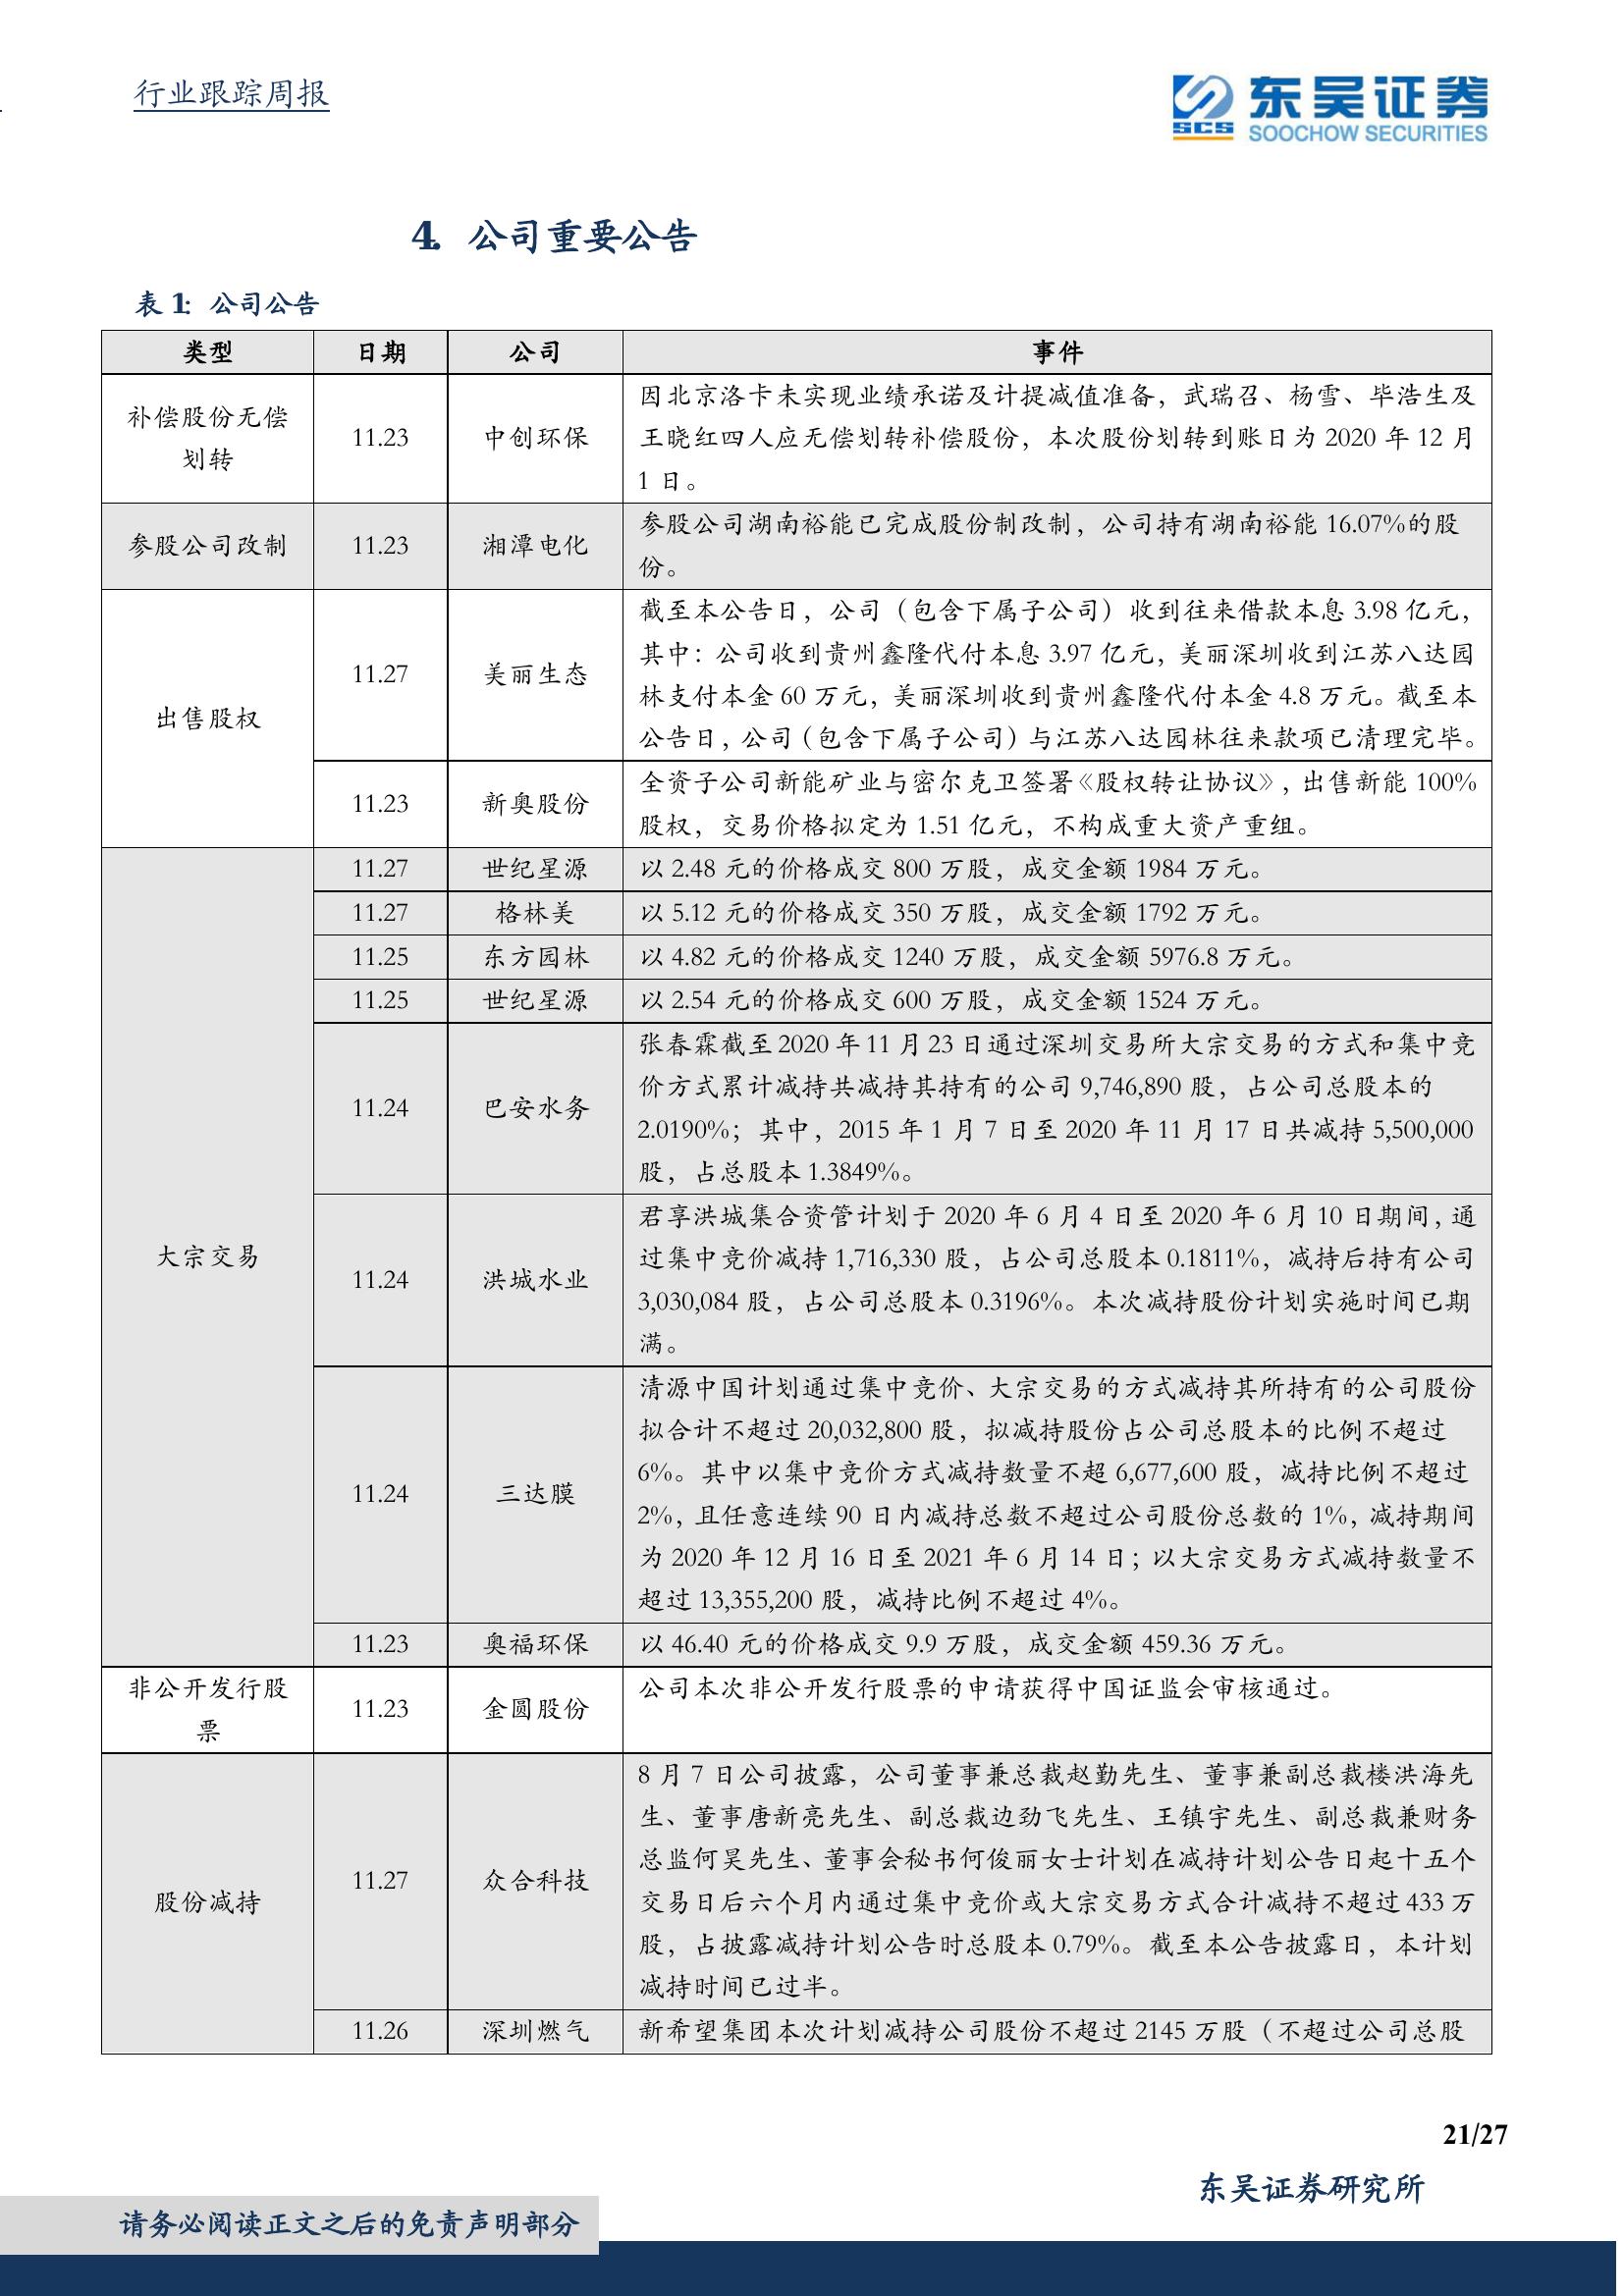 行业跟踪周报
SCS
东吴证券
SOOCHOW SECURITIES
4. 公司重要公告
表 1: 公司公告
类型 日期 公司 事件
补偿股份无偿
划转
11.23 中创环保
因北京洛卡未实现业绩承诺及计提减值准备，武瑞召、杨雪、毕浩生及
王晓红四人应无偿划转补偿股份，本次股份划转到账日为 2020 年 12 月
1 日。
参股公司改制 11.23 湘潭电化
参股公司湖南裕能已完成股份制改制，公司持有湖南裕能 16.07%的股
份。
出售股权
11.27 美丽生态
截至本公告日，公司（包含下属子公司）收到往来借款本息 3.98 亿元，
其中：公司收到贵州鑫隆代付本息 3.97 亿元，美丽深圳收到江苏八达园
林支付本金 60 万元，美丽深圳收到贵州鑫隆代付本金 4.8 万元。截至本
公告日，公司（包含下属子公司）与江苏八达园林往来款项已清理完毕。
11.23 新奥股份
全资子公司新能矿业与密尔克卫签署《股权转让协议》，出售新能 100%
股权，交易价格拟定为 1.51 亿元，不构成重大资产重组。
大宗交易
11.27 世纪星源 以 2.48 元的价格成交 800 万股，成交金额 1984 万元。
11.27 格林美 以 5.12 元的价格成交 350 万股，成交金额 1792 万元。
11.25 东方园林 以 4.82 元的价格成交 1240 万股，成交金额 5976.8 万元。
11.25 世纪星源 以 2.54 元的价格成交 600 万股，成交金额 1524 万元。
11.24 巴安水务
张春霖截至 2020 年 11 月 23 日通过深圳交易所大宗交易的方式和集中竞
价方式累计减持共减持其持有的公司 9,746,890 股，占公司总股本的
2.0190%；其中，2015 年 1 月 7 日至 2020 年 11 月 17 日共减持 5,500,000
股，占总股本 1.3849%。
11.24 洪城水业
君享洪城集合资管计划于 2020 年 6 月 4 日至 2020 年 6 月 10 日期间，通
过集中竞价减持 1,716,330 股，占公司总股本 0.1811%，减持后持有公司
3,030,084 股，占公司总股本 0.3196%。本次减持股份计划实施时间已期
满。
11.24 三达膜
清源中国计划通过集中竞价、大宗交易的方式减持其所持有的公司股份
拟合计不超过 20,032,800 股，拟减持股份占公司总股本的比例不超过
6%。其中以集中竞价方式减持数量不超 6,677,600 股，减持比例不超过
2%，且任意连续 90 日内减持总数不超过公司股份总数的 1%，减持期间
为 2020 年 12 月 16 日至 2021 年 6 月 14 日；以大宗交易方式减持数量不
超过 13,355,200 股，减持比例不超过 4%。
11.23 奥福环保 以 46.40 元的价格成交 9.9 万股，成交金额 459.36 万元。
非公开发行股
票
11.23 金圆股份
公司本次非公开发行股票的申请获得中国证监会审核通过。
股份减持
11.27 众合科技
8 月 7 日公司披露，公司董事兼总裁赵勤先生、董事兼副总裁楼洪海先
生、董事唐新亮先生、副总裁边劲飞先生、王镇宇先生、副总裁兼财务
总监何昊先生、董事会秘书何俊丽女士计划在减持计划公告日起十五个
交易日后六个月内通过集中竞价或大宗交易方式合计减持不超过 433 万
股，占披露减持计划公告时总股本 0.79%。截至本公告披露日，本计划
减持时间已过半。
11.26 深圳燃气 新希望集团本次计划减持公司股份不超过 2145 万股（不超过公司总股
21/27
东吴证券研究所
请务必阅读正文之后的免责声明部分